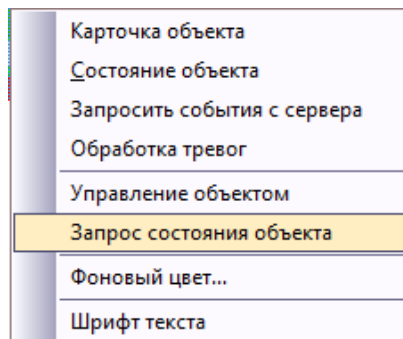 Карточка объекта
Состояние объекта
Запросить события с сервера
Обработка тревог
Управление объектом
Запрос состояния объекта
Фоновый цвет...
Шрифт текста